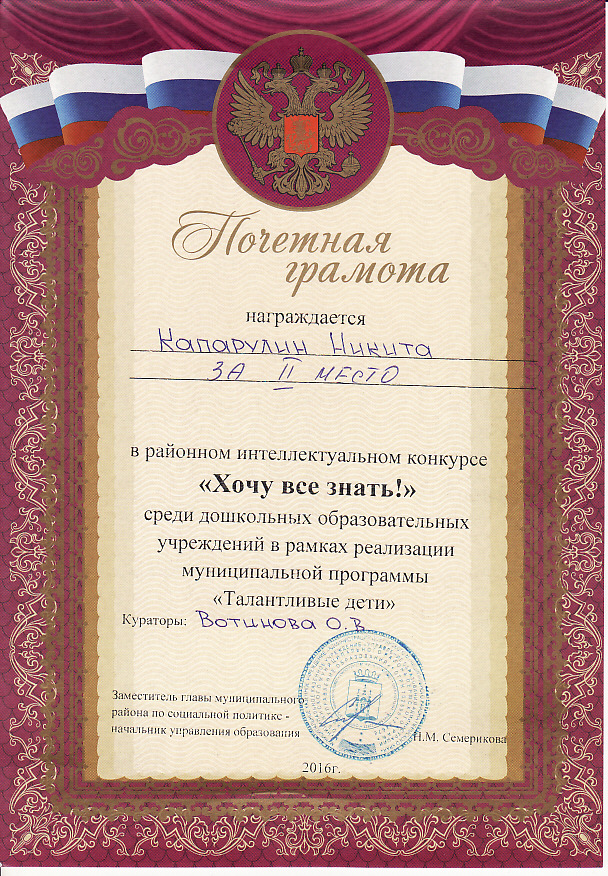 Почетная
грамота
награждается
Капарулин Никита
за II место
в районном интеллектуальном конкурсе
«Хочу все знать!»
среди дошкольных образовательных
учреждений в рамках реализации
муниципальной программы
«Талантливые дети»
Кураторы: Вотинова О.В
Заместитель главы муниципального
района по социальной политике -
начальник управления образования
Н.М. Семерикова
2016г.